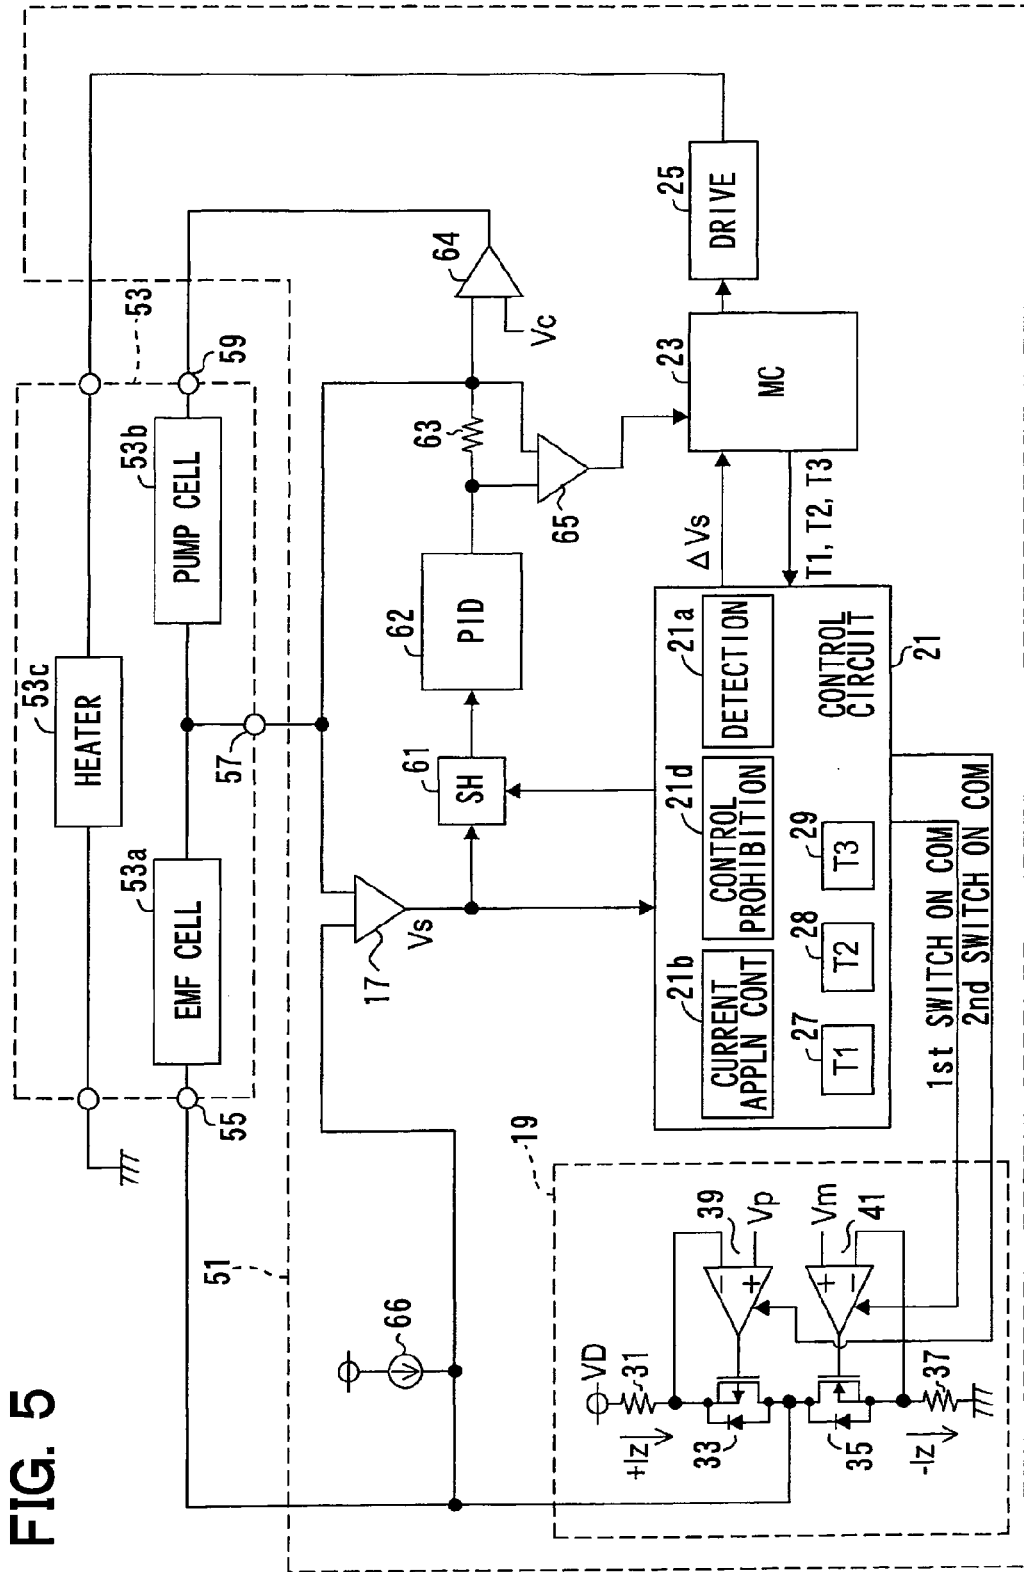 FIG. 5
53
53c
HEATER
53a
EMF CELL
53b
PUMP CELL
55
57
59
51
66
17
Vs
61
SH
62
PID
63
64
Vc
65
19
VD
31
+Iz
33
39
Vp
Vm
41
35
-Iz
37
21b
CURRENT
APPLN CONT
21d
CONTROL
PROHIBITION
21a
DETECTION
27
T1
28
T2
29
T3
CONTROL
CIRCUIT
21
1st SWITCH ON COM
2nd SWITCH ON COM
ΔVs
T1, T2, T3
23
MC
25
DRIVE